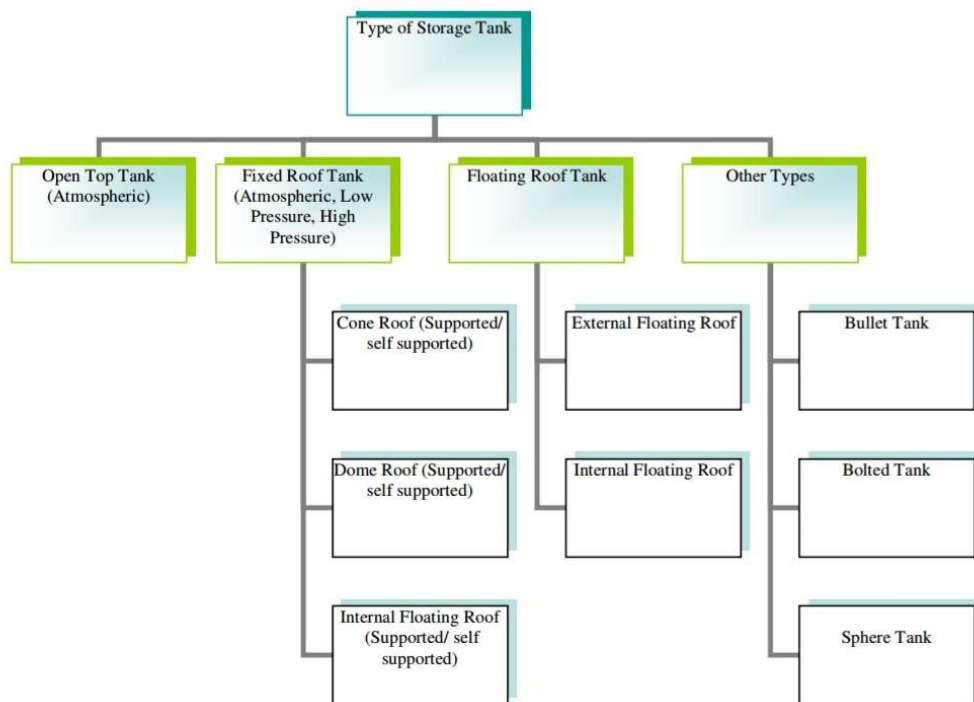 Type of Storage Tank
Open Top Tank
(Atmospheric)
Fixed Roof Tank
(Atmospheric, Low
Pressure, High
Pressure)
Floating Roof Tank
Other Types
Cone Roof (Supported/
self supported)
External Floating Roof
Bullet Tank
Dome Roof (Supported/
self supported)
Internal Floating Roof
Bolted Tank
Internal Floating Roof
(Supported/ self
supported)
Sphere Tank